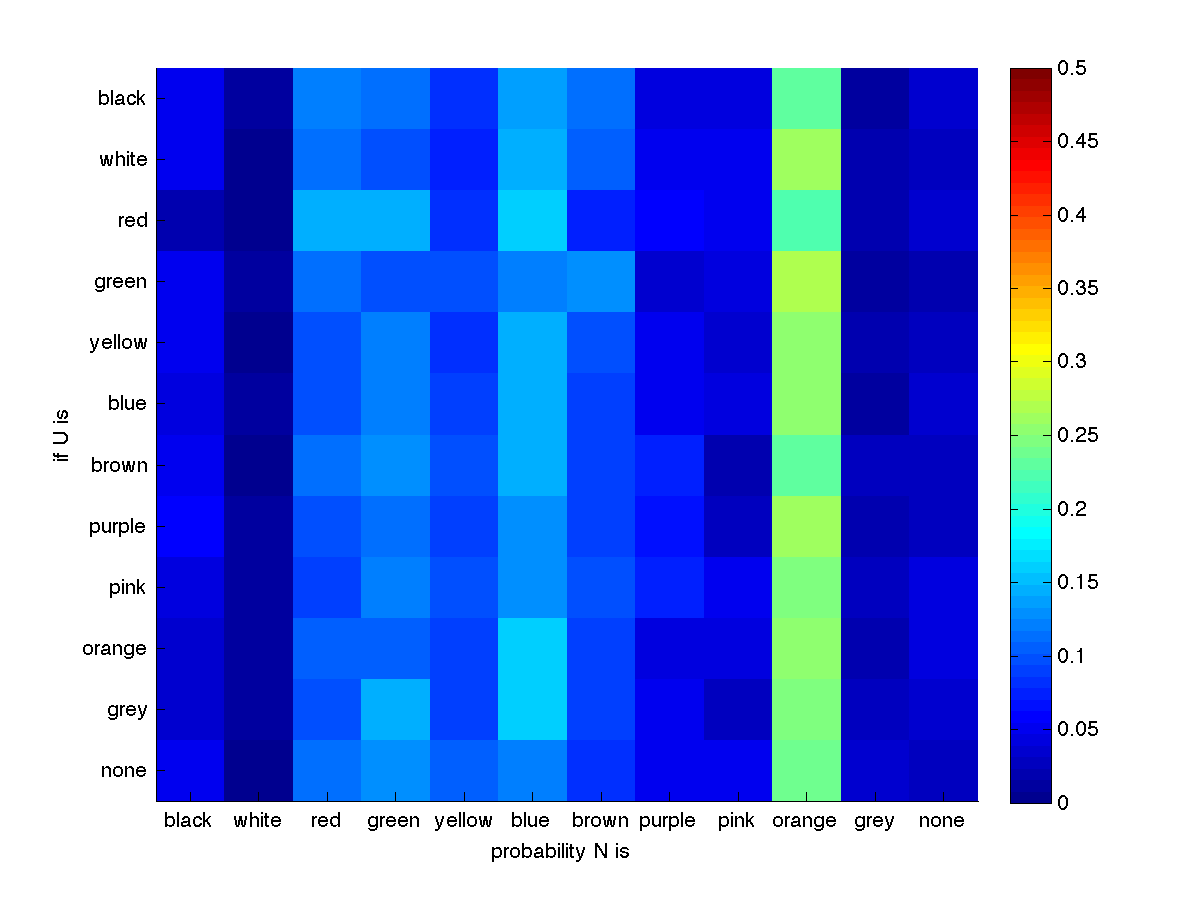 black
white
red
green
yellow
blue
brown
purple
pink
orange
grey
none
if U is
black white red green yellow blue brown purple pink orange grey none
probability N is
0.5
0.45
0.4
0.35
0.3
0.25
0.2
0.15
0.1
0.05
0